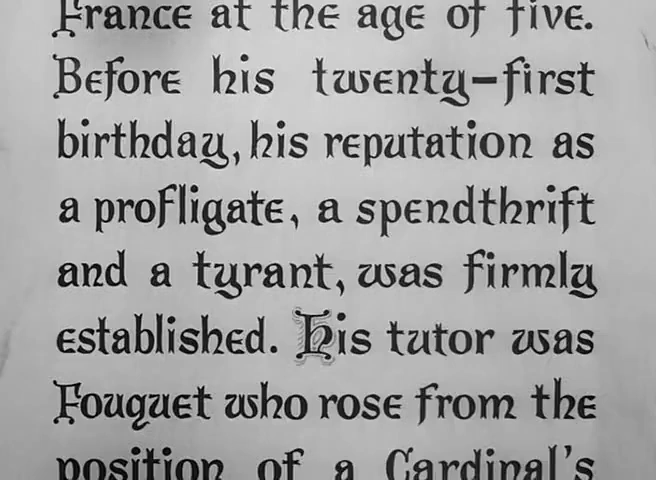 France at the age of five.
Before his twenty-first
birthday, his reputation as
a profligate, a spendthrift
and a tyrant, was firmly
established. His tutor was
Fouquet who rose from the
position of a Cardinal's